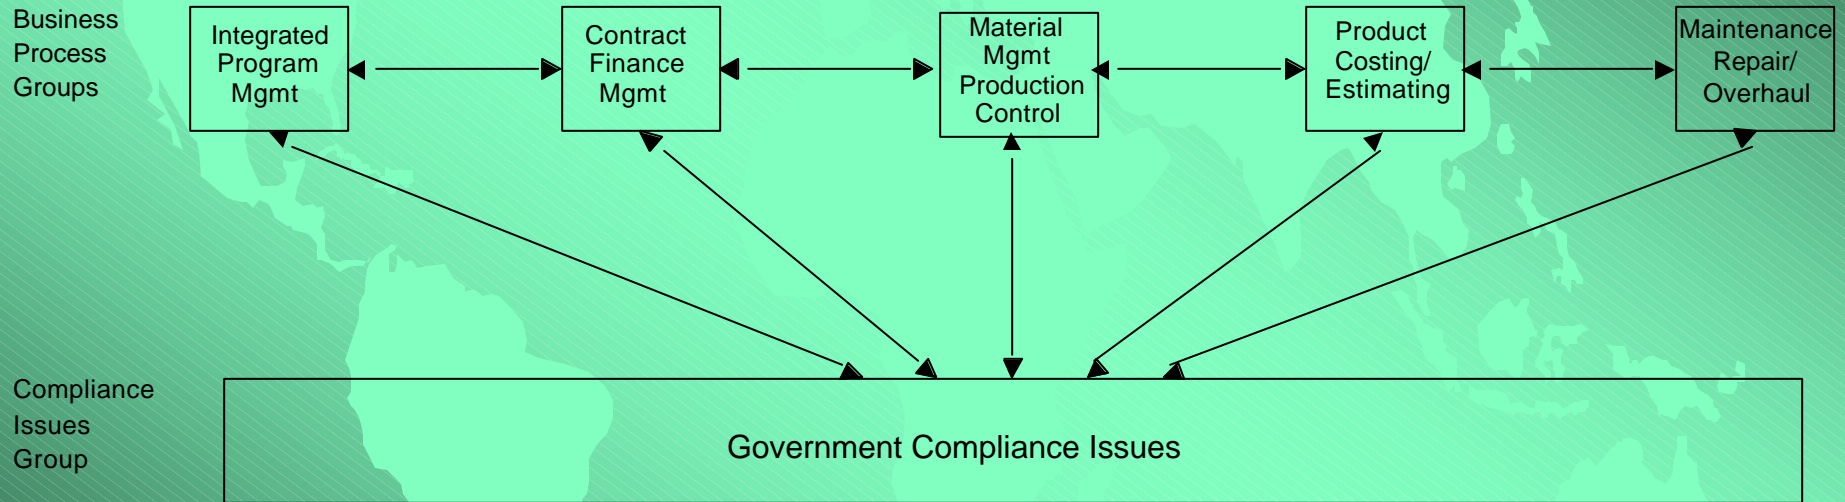 Business
Process
Groups
Integrated
Program
Mgmt
Contract
Finance
Mgmt
Material
Mgmt
Production
Control
Product
Costing/
Estimating
Maintenance
Repair/
Overhaul
Compliance
Issues
Group
Government Compliance Issues